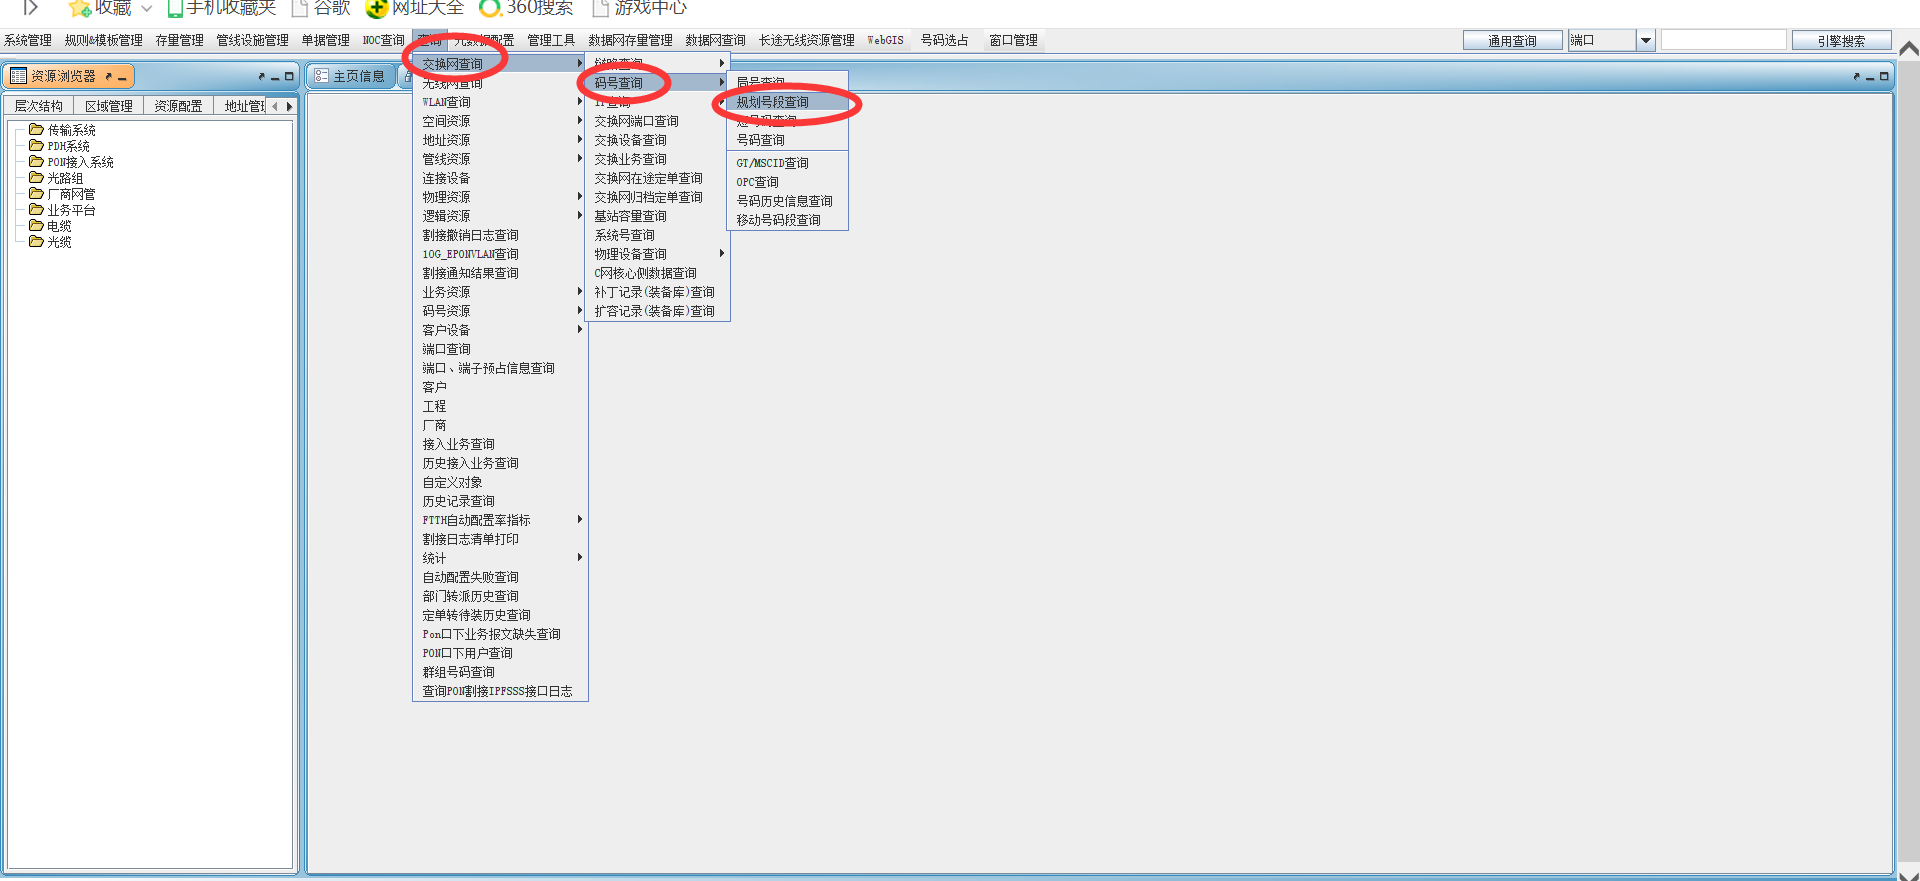 收藏 手机收藏夹 谷歌 网址大全 360搜索 游戏中心
系统管理 规则&模板管理 存量管理 管线设施管理 单据管理 NOC查询 查询 元数据配置 管理工具 数据网存量管理 数据网查询 长途无线资源管理 WebGIS 号码选占 窗口管理 通用查询 端口 引擎搜索
资源浏览器
主页信息
层次结构 区域管理 资源配置 地址管
传输系统
PDH系统
PON接入系统
光路组
厂商网管
业务平台
电缆
光缆
交换网查询
无线网查询
WLAN查询
空间资源
地址资源
管线资源
连接设备
物理资源
逻辑资源
割接撤销日志查询
10G_EPONVLAN查询
割接通知结果查询
业务资源
码号资源
客户设备
端口查询
端口、端子预占信息查询
客户
工程
厂商
接入业务查询
历史接入业务查询
自定义对象
历史记录查询
FTTH自动配置率指标
割接日志清单打印
统计
自动配置失败查询
部门转派历史查询
定单转待装历史查询
Pon口下业务报文缺失查询
PON口下用户查询
群组号码查询
查询PON割接IPFSSS接口日志
链路查询
码号查询
IP查询
交换网端口查询
交换设备查询
交换业务查询
交换网在途定单查询
交换网归档定单查询
基站容量查询
系统号查询
物理设备查询
C网核心侧数据查询
补丁记录(装备库)查询
扩容记录(装备库)查询
局号查询
规划号段查询
短号码查询
号码查询
GT/MSCID查询
OPC查询
号码历史信息查询
移动号码段查询